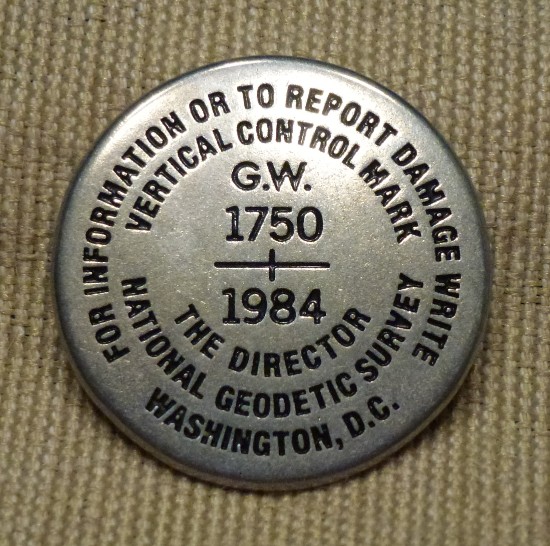 FOR INFORMATION OR TO REPORT DAMAGE WRITE
VERTICAL CONTROL MARK
G.W.
1750
1984
THE DIRECTOR
NATIONAL GEODETIC SURVEY
WASHINGTON, D.C.